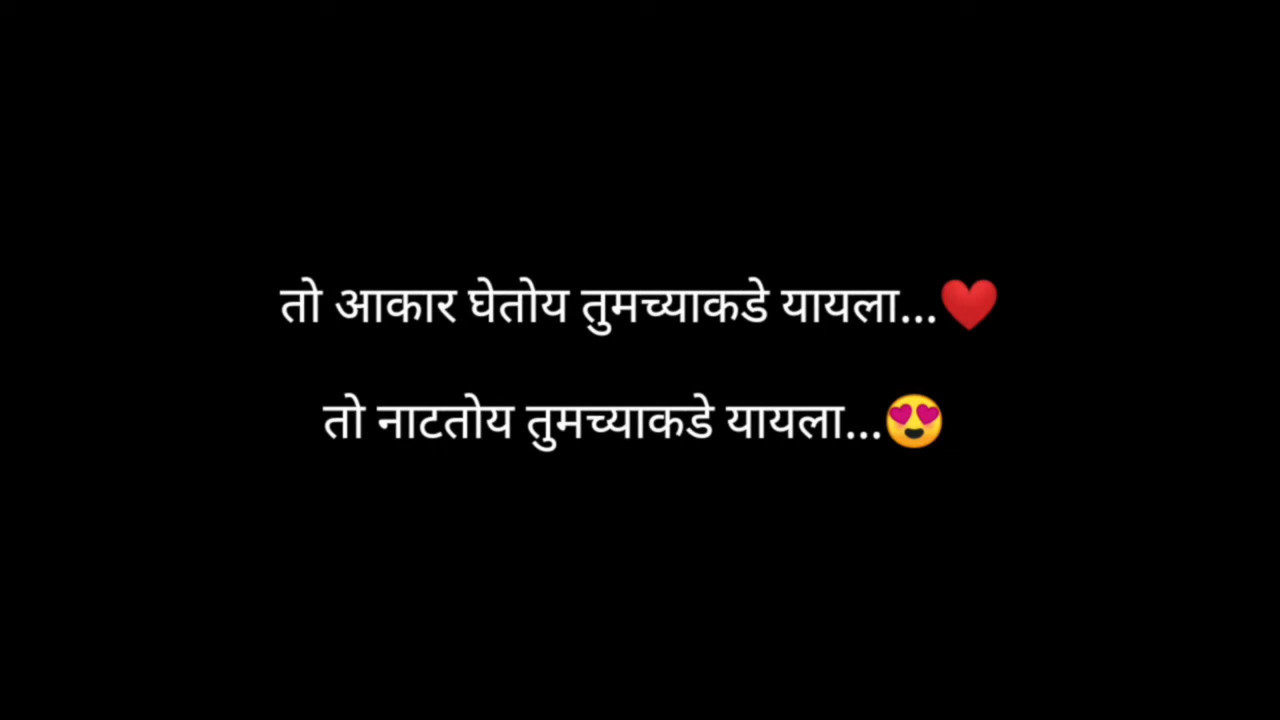 तो आकार घेतोय तुमच्याकडे यायला...❤️
तो नाटतोय तुमच्याकडे यायला...😍